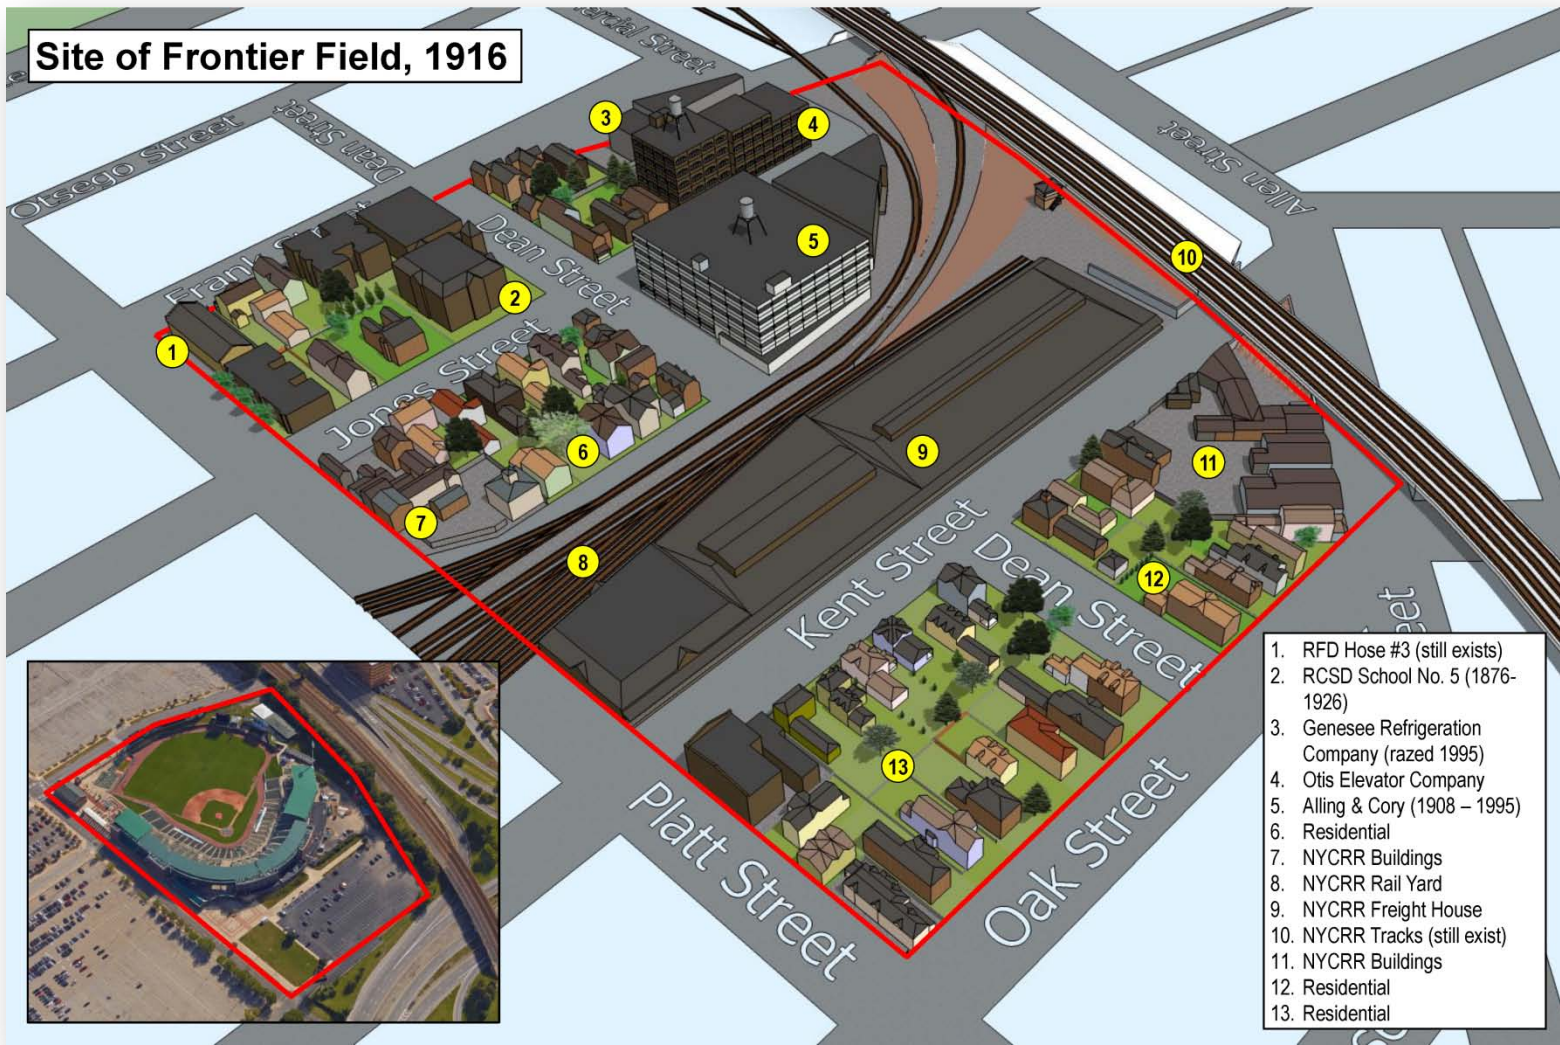 Site of Frontier Field, 1916
Commercial Street
Otsego Street
Dean Street
Allen Street
Frank Street
Dean Street
Jones Street
Kent Street
Dean Street
Platt Street
Oak Street
1
2
3
4
5
6
7
8
9
10
11
12
13
1. RFD Hose #3 (still exists)
2. RCSD School No. 5 (1876-
1926)
3. Genesee Refrigeration
Company (razed 1995)
4. Otis Elevator Company
5. Alling & Cory (1908 – 1995)
6. Residential
7. NYCRR Buildings
8. NYCRR Rail Yard
9. NYCRR Freight House
10. NYCRR Tracks (still exist)
11. NYCRR Buildings
12. Residential
13. Residential